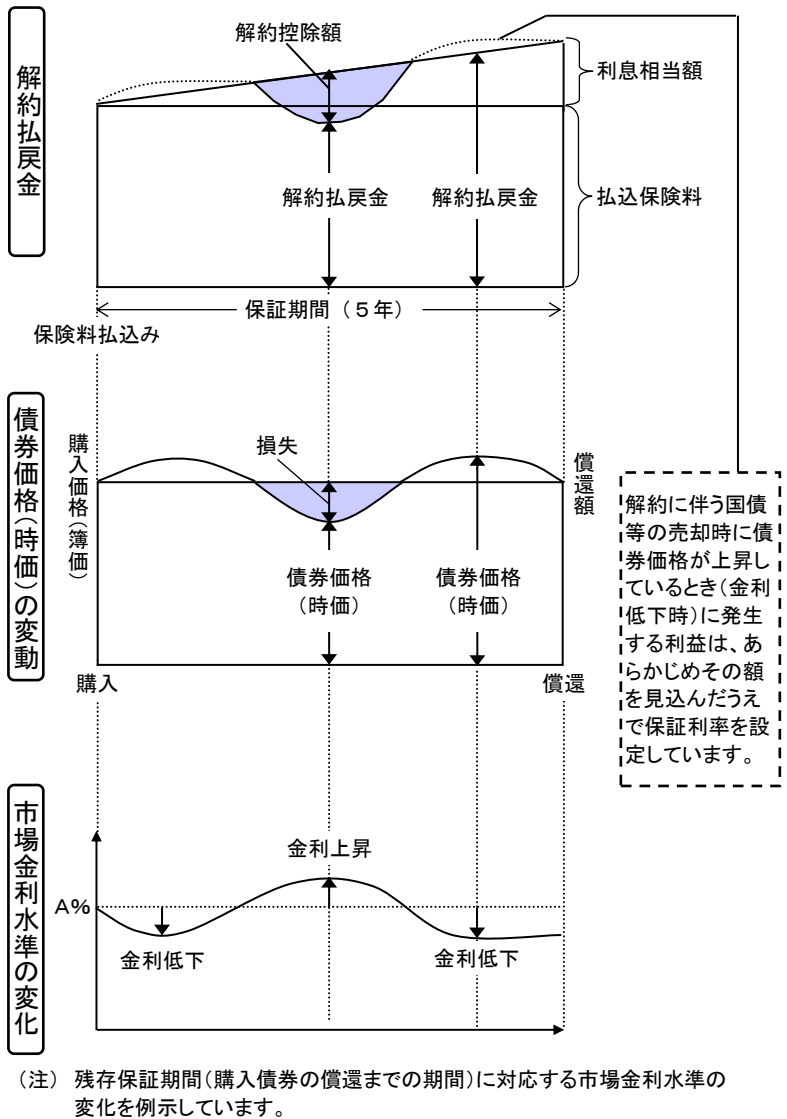 解約払戻金
解約控除額
利息相当額
解約払戻金
解約払戻金
払込保険料
保証期間（５年）
保険料払込み
債券価格（時価）の変動
購入価格（簿価）
損失
償還額
債券価格
（時価）
債券価格
（時価）
購入
償還
解約に伴う国債
等の売却時に債
券価格が上昇し
ているとき（金利
低下時）に発生
する利益は、あ
らかじめその額
を見込んだうえ
で保証利率を設
定しています。
市場金利水準の変化
金利上昇
A%
金利低下
金利低下
（注） 残存保証期間（購入債券の償還までの期間）に対応する市場金利水準の
変化を例示しています。